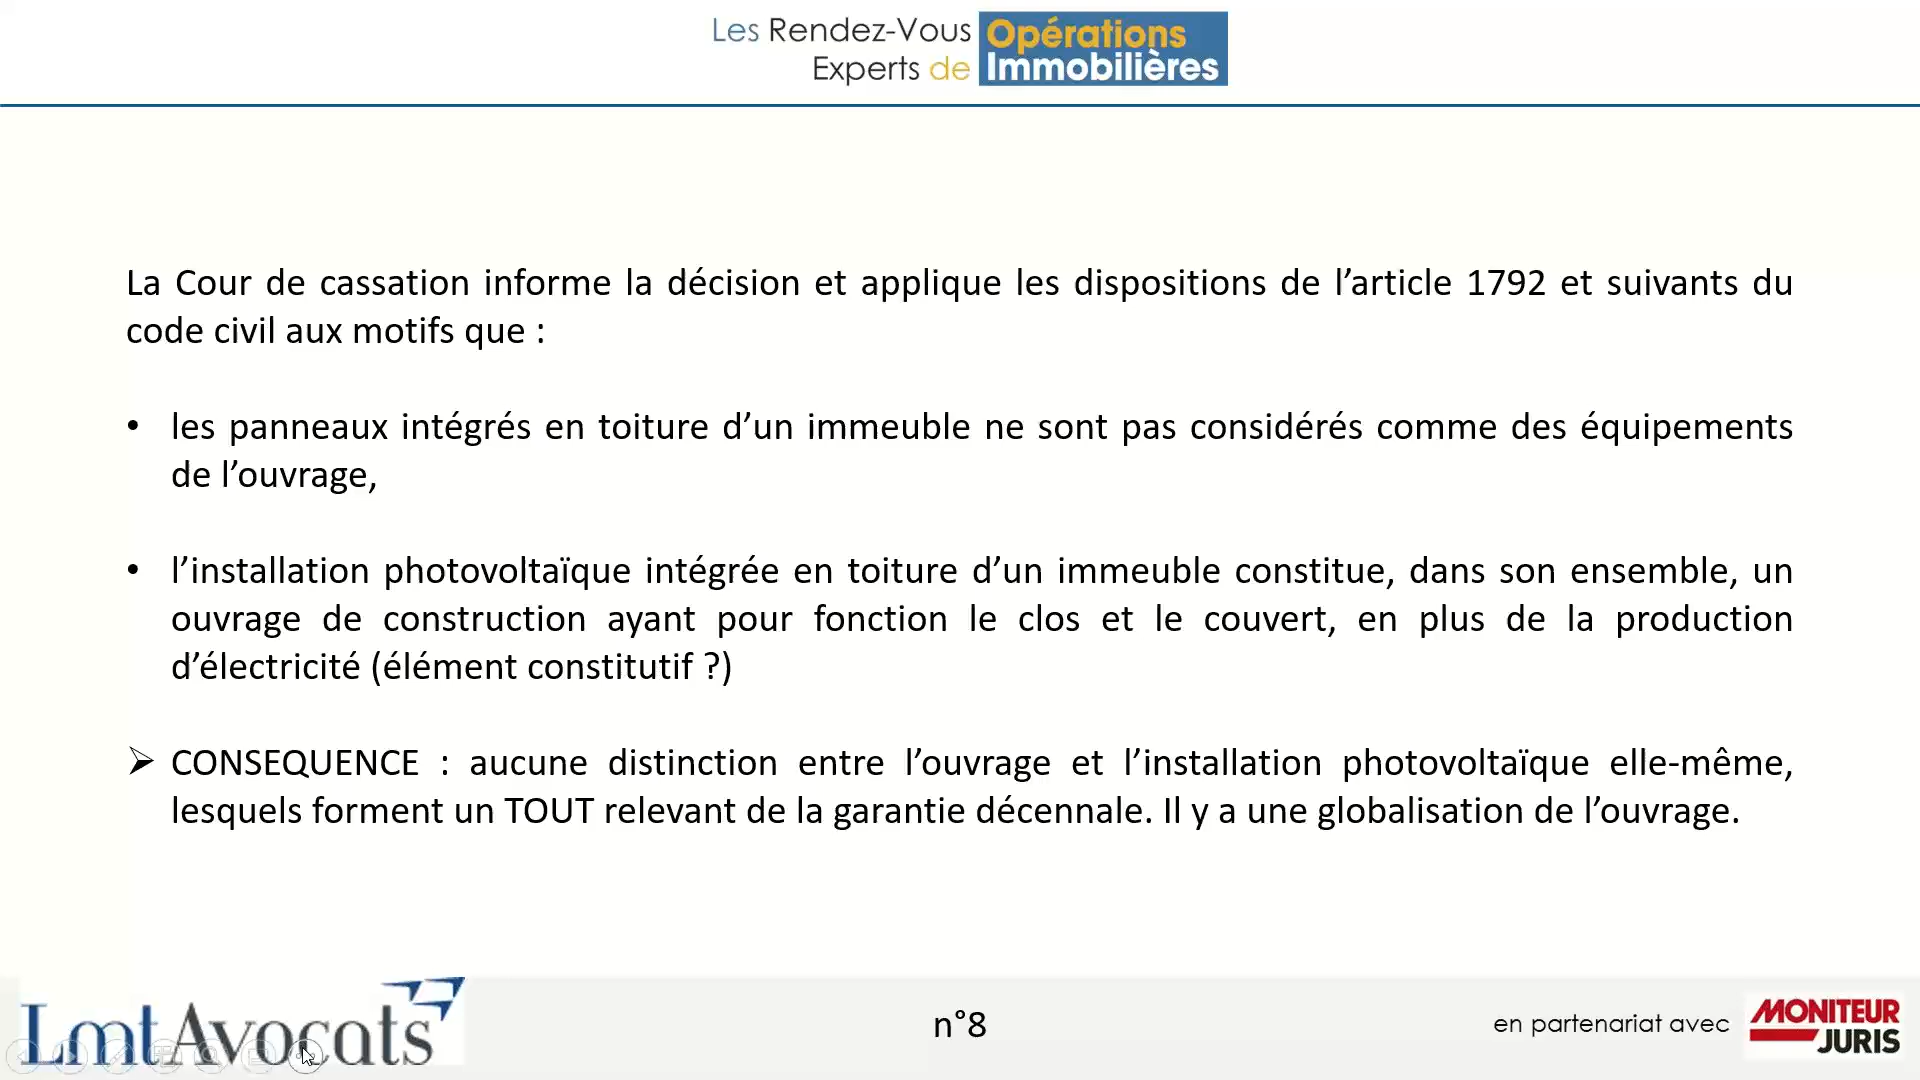 Les Rendez-Vous Opérations
Experts de Immobilières
La Cour de cassation informe la décision et applique les dispositions de l’article 1792 et suivants du
code civil aux motifs que :
• les panneaux intégrés en toiture d’un immeuble ne sont pas considérés comme des équipements
de l’ouvrage,
• l’installation photovoltaïque intégrée en toiture d’un immeuble constitue, dans son ensemble, un
ouvrage de construction ayant pour fonction le clos et le couvert, en plus de la production
d’électricité (élément constitutif ?)
➢ CONSEQUENCE : aucune distinction entre l’ouvrage et l’installation photovoltaïque elle-même,
lesquels forment un TOUT relevant de la garantie décennale. Il y a une globalisation de l’ouvrage.
Lmt Avocats
n°8
en partenariat avec
MONITEUR
JURIS